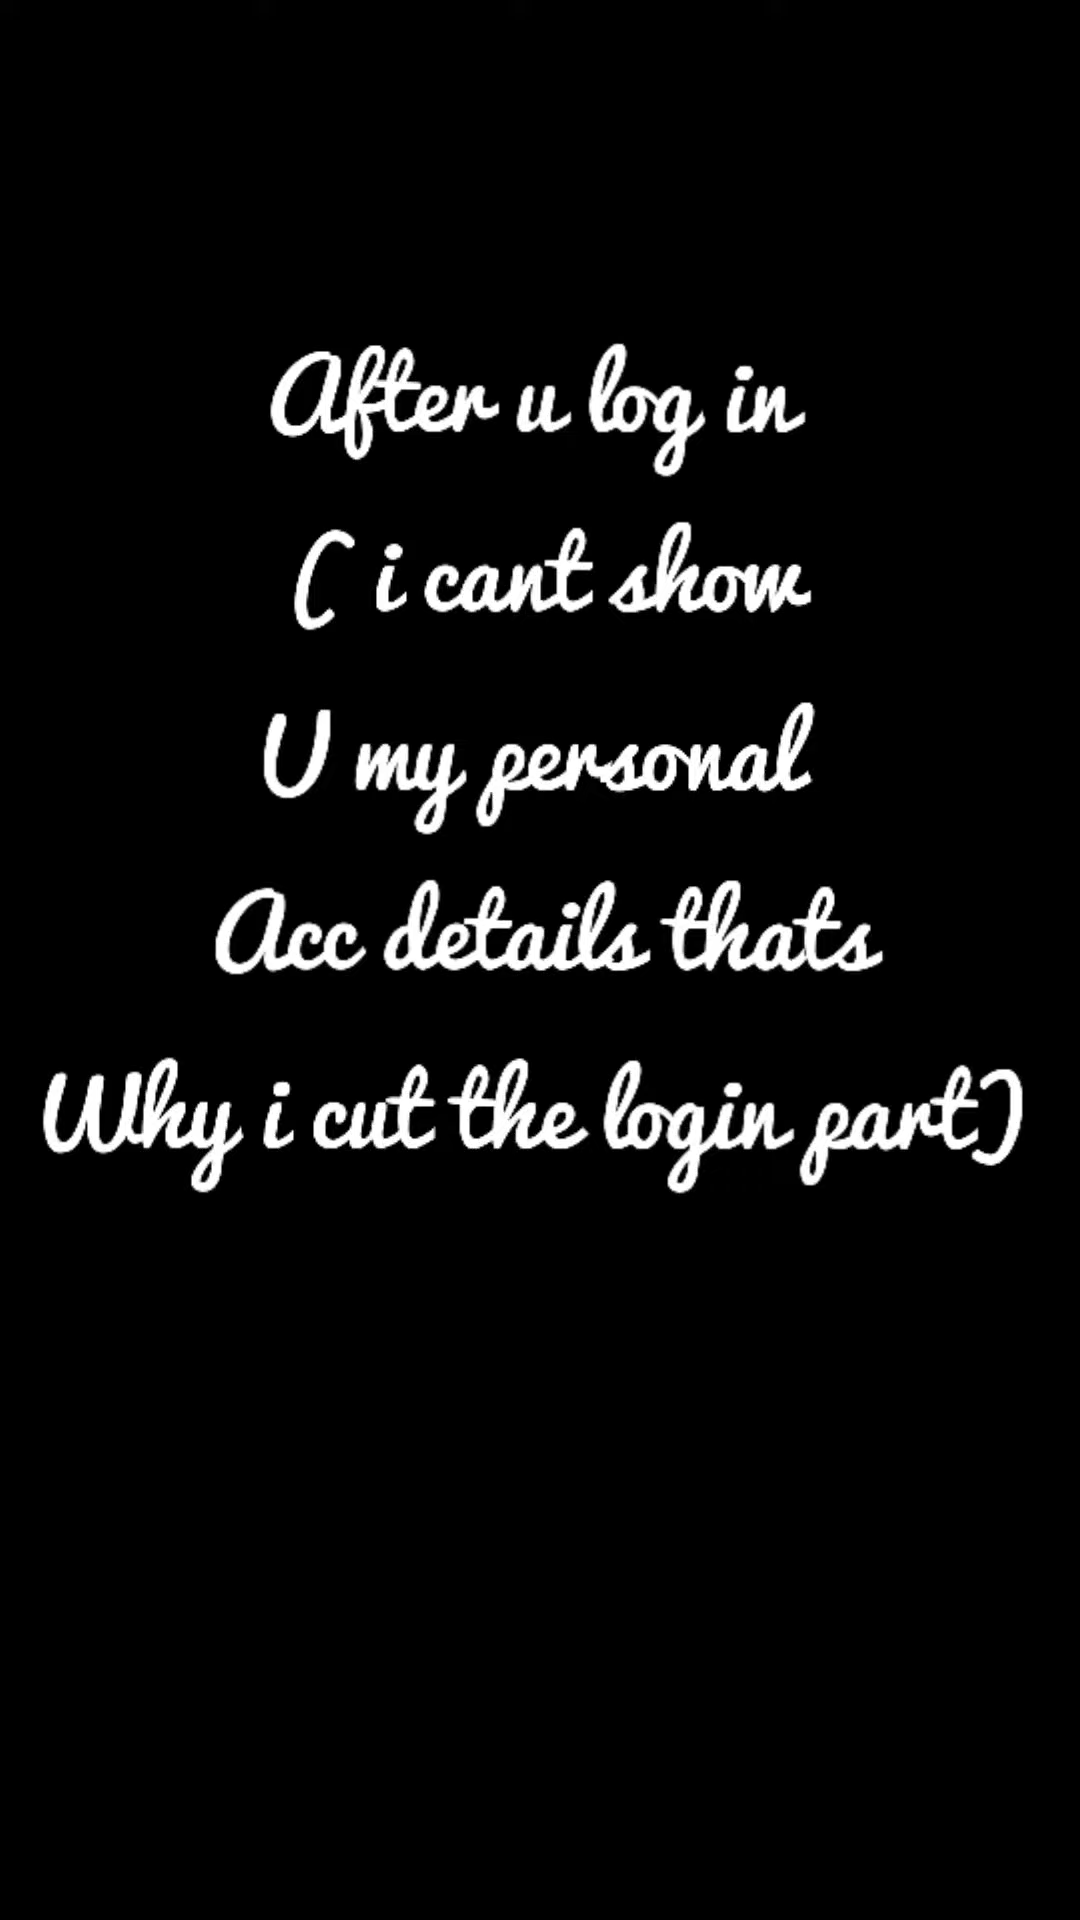 After u log in
( i cant show
U my personal
Acc details thats
Why i cut the login part)